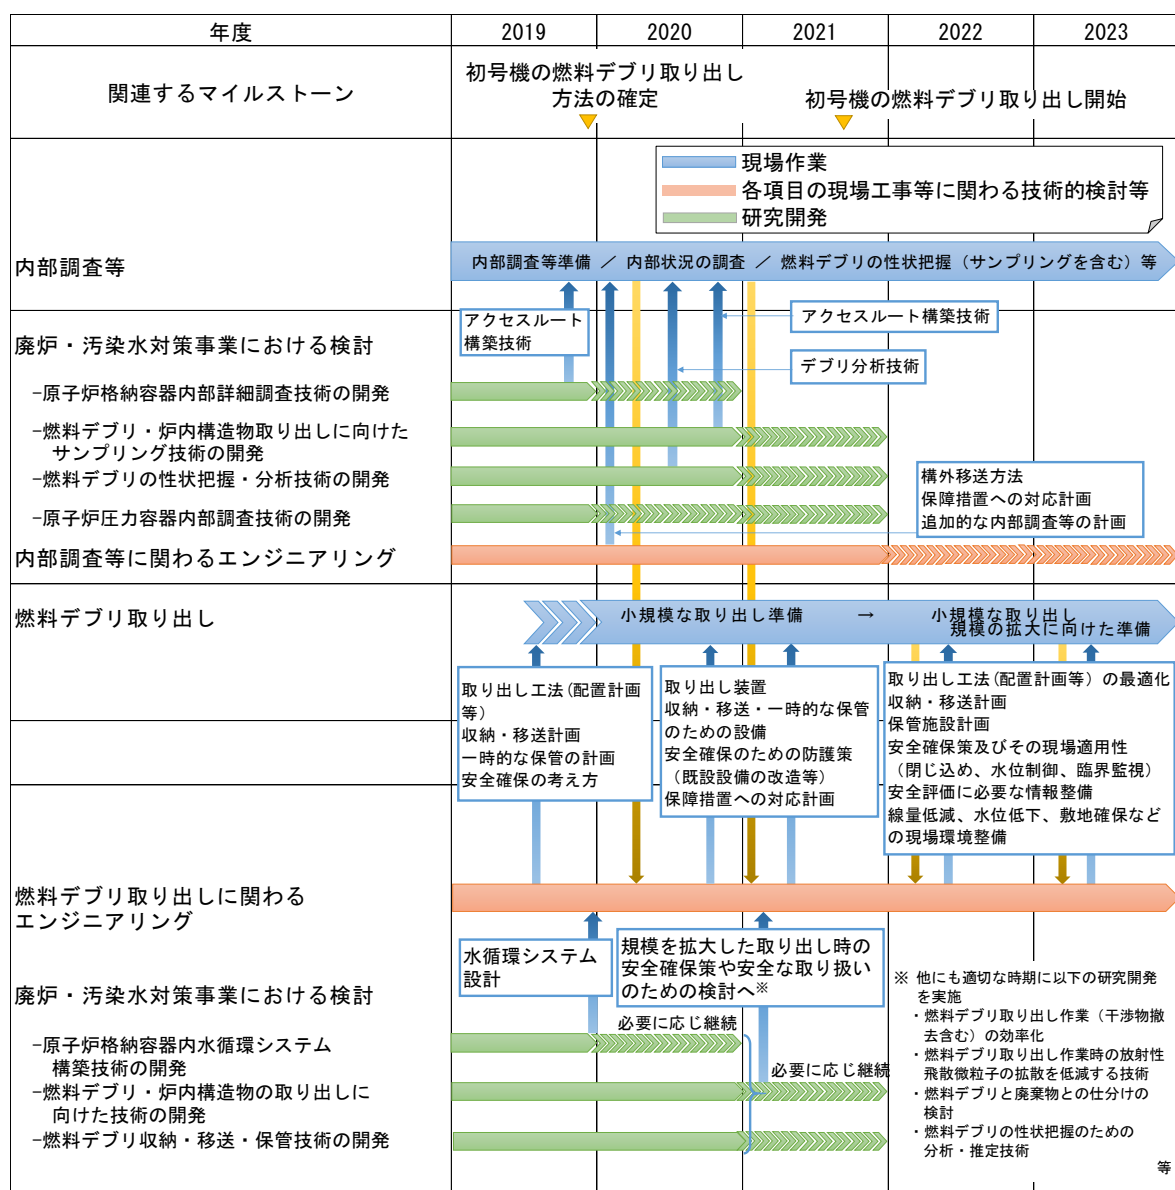 年度
2019
2020
2021
2022
2023
関連するマイルストーン
初号機の燃料デブリ取り出し
方法の確定
初号機の燃料デブリ取り出し開始
現場作業
各項目の現場工事等に関わる技術的検討等
研究開発
内部調査等
内部調査等準備 ／ 内部状況の調査 ／ 燃料デブリの性状把握（サンプリングを含む）等
アクセスルート
構築技術
アクセスルート構築技術
デブリ分析技術
廃炉・汚染水対策事業における検討
-原子炉格納容器内部詳細調査技術の開発
-燃料デブリ・炉内構造物取り出しに向けた
サンプリング技術の開発
-燃料デブリの性状把握・分析技術の開発
-原子炉圧力容器内部調査技術の開発
構外移送方法
保障措置への対応計画
追加的な内部調査等の計画
内部調査等に関わるエンジニアリング
燃料デブリ取り出し
小規模な取り出し準備 → 小規模な取り出し
規模の拡大に向けた準備
取り出し工法(配置計画
等)
収納・移送計画
一時的な保管の計画
安全確保の考え方
取り出し装置
収納・移送・一時的な保管
のための設備
安全確保のための防護策
（既設設備の改造等）
保障措置への対応計画
取り出し工法(配置計画等）の最適化
収納・移送計画
保管施設計画
安全確保策及びその現場適用性
（閉じ込め、水位制御、臨界監視）
安全評価に必要な情報整備
線量低減、水位低下、敷地確保など
の現場環境整備
燃料デブリ取り出しに関わる
エンジニアリング
水循環システム
設計
規模を拡大した取り出し時の
安全確保策や安全な取り扱い
のための検討へ※
廃炉・汚染水対策事業における検討
-原子炉格納容器内水循環システム
構築技術の開発
必要に応じ継続
-燃料デブリ・炉内構造物の取り出しに
向けた技術の開発
必要に応じ継続
-燃料デブリ収納・移送・保管技術の開発
※ 他にも適切な時期に以下の研究開発
を実施
・燃料デブリ取り出し作業（干渉物撤
去含む）の効率化
・燃料デブリ取り出し作業時の放射性
飛散微粒子の拡散を低減する技術
・燃料デブリと廃棄物との仕分けの
検討
・燃料デブリの性状把握のための
分析・推定技術
等